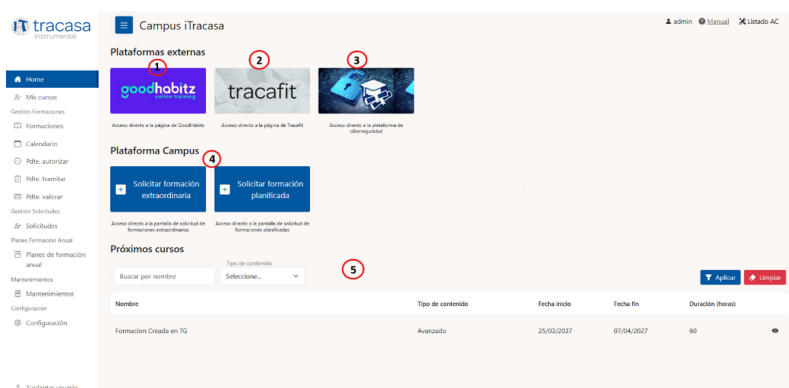 tracasa
instrumental
Campus iTracasa
admin
Manual
Listado AC
Home
Mis cursos
Gestión Formaciones
Formaciones
Calendario
Pdte. autorizar
Pdte. tramitar
Pdte. valorar
Gestión Solicitudes
Solicitudes
Planes Formación Anual
Planes de formación
anual
Mantenimientos
Mantenimientos
Configuración
Configuración
Suplantar usuario
Plataformas externas
1
2
3
goodhabitz
online training
tracafit
Acceso directo a la página de GoodHabits
Acceso directo a la página de Tracafit
Acceso directo a la plataforma de
ciberseguridad
Plataforma Campus
4
Solicitar formación
extraordinaria
Solicitar formación
planificada
Acceso directo a la pantalla de solicitud de
formaciones extraordinarias
Acceso directo a la pantalla de solicitud de
formaciones planificadas
Próximos cursos
5
Buscar por nombre
Tipo de contenido
Seleccione...
Aplicar
Limpiar
Nombre Tipo de contenido Fecha inicio Fecha fin Duración (horas)
Formacion Creada en TG Avanzado 25/02/2027 07/04/2027 60